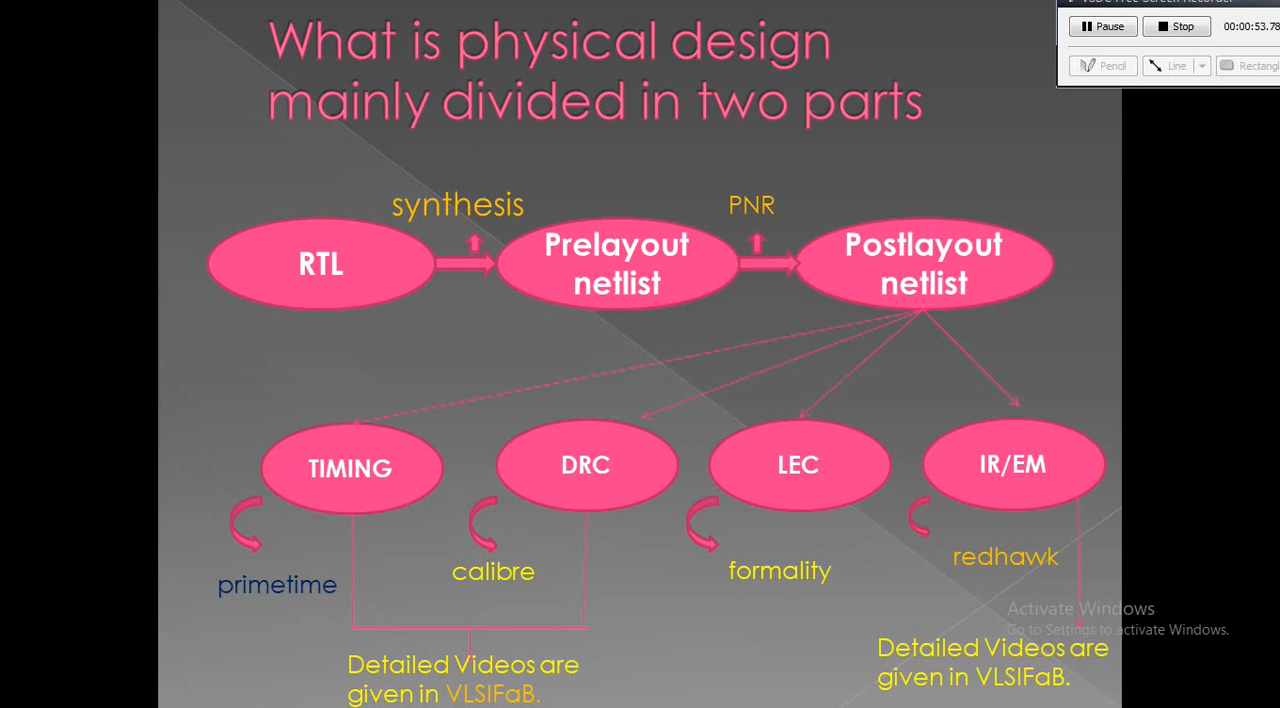 What is physical design
mainly divided in two parts
Pause
Stop
00:00:53.78
Pencil
Line
synthesis
PNR
RTL
Prelayout
netlist
Postlayout
netlist
TIMING
DRC
LEC
IR/EM
primetime
calibre
formality
redhawk
Activate Windows
Go to Settings to activate Windows.
Detailed Videos are
given in VLSIFaB.
Detailed Videos are
given in VLSIFaB.